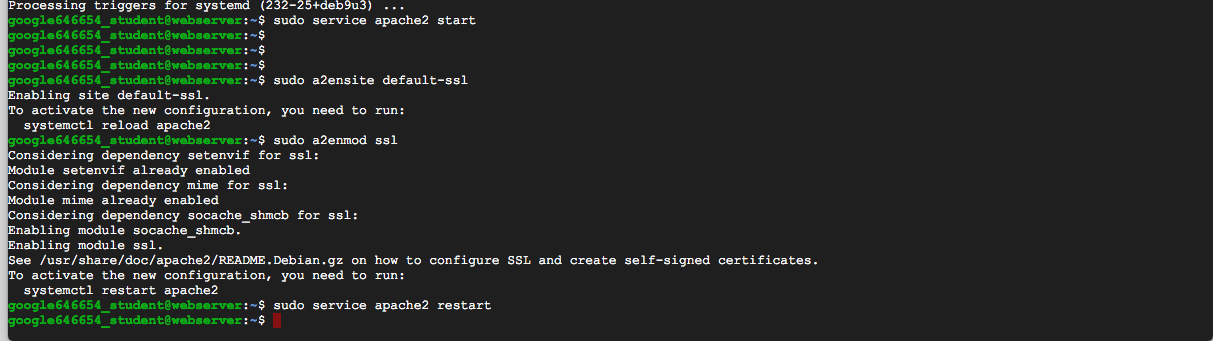 Processing triggers for systemd (232-25+deb9u3) ...
google646654_student@webserver:~$ sudo service apache2 start
google646654_student@webserver:~$
google646654_student@webserver:~$
google646654_student@webserver:~$
google646654_student@webserver:~$ sudo a2ensite default-ssl
Enabling site default-ssl.
To activate the new configuration, you need to run:
  systemctl reload apache2
google646654_student@webserver:~$ sudo a2enmod ssl
Considering dependency setenvif for ssl:
Module setenvif already enabled
Considering dependency mime for ssl:
Module mime already enabled
Considering dependency socache_shmcb for ssl:
Enabling module socache_shmcb.
Enabling module ssl.
See /usr/share/doc/apache2/README.Debian.gz on how to configure SSL and create self-signed certificates.
To activate the new configuration, you need to run:
  systemctl restart apache2
google646654_student@webserver:~$ sudo service apache2 restart
google646654_student@webserver:~$